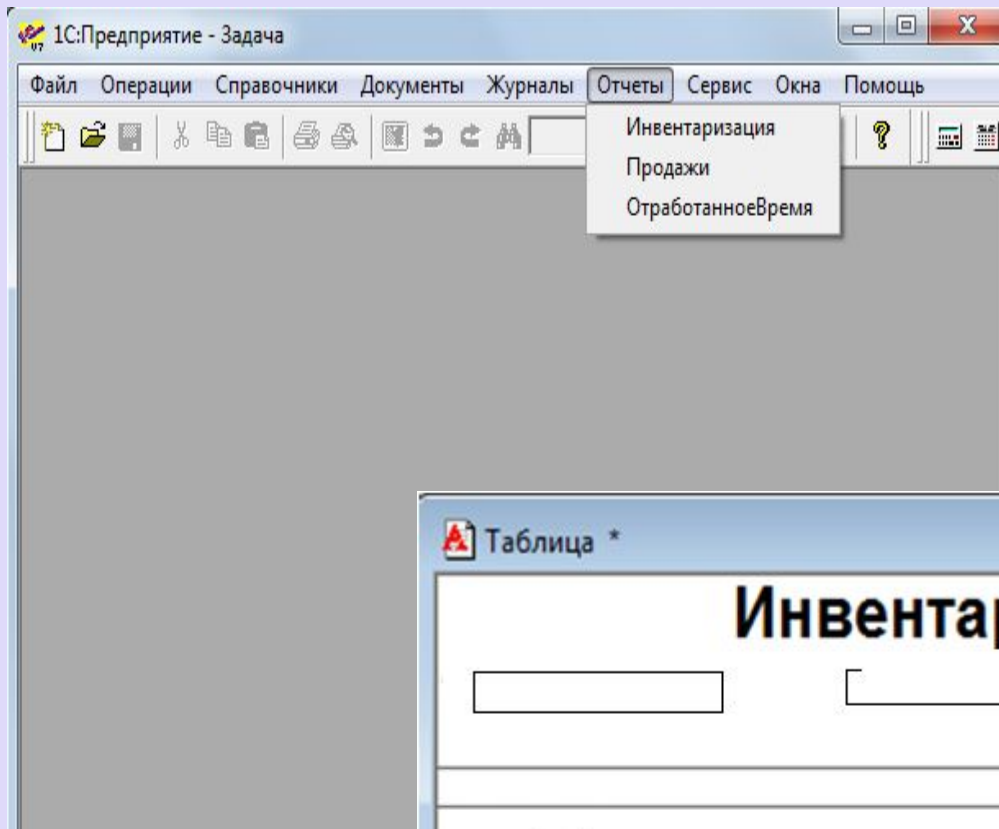 1С:Предприятие - Задача
Файл Операции Справочники Документы Журналы Отчеты Сервис Окна Помощь
Инвентаризация
Продажи
ОтработанноеВремя
Таблица *